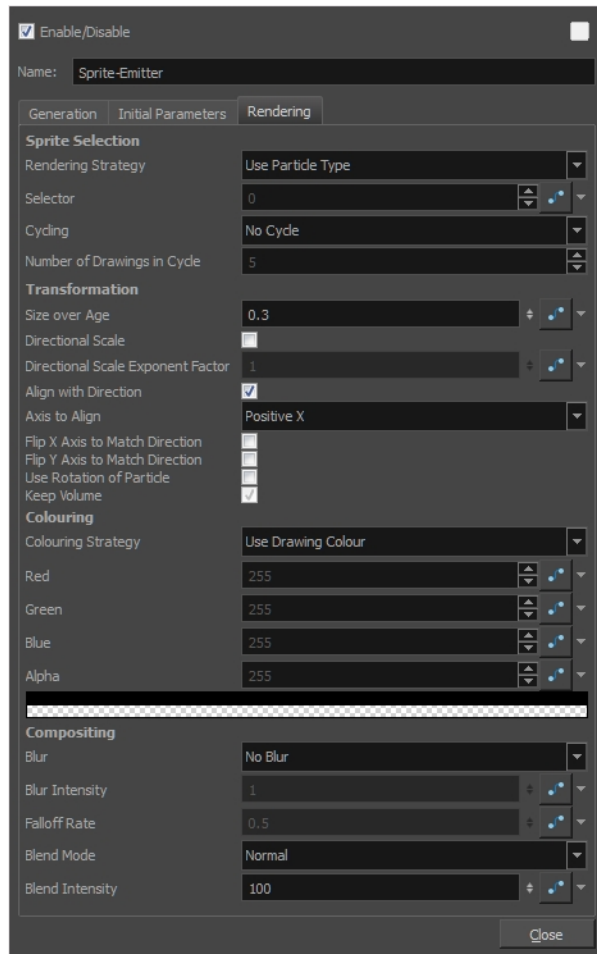 Enable/Disable
Name: Sprite-Emitter
Generation Initial Parameters Rendering
Sprite Selection
Rendering Strategy Use Particle Type
Selector 0
Cycling No Cycle
Number of Drawings in Cycle 5
Transformation
Size over Age 0.3
Directional Scale
Directional Scale Exponent Factor 1
Align with Direction
Axis to Align Positive X
Flip X Axis to Match Direction
Flip Y Axis to Match Direction
Use Rotation of Particle
Keep Volume
Colouring
Colouring Strategy Use Drawing Colour
Red 255
Green 255
Blue 255
Alpha 255
Compositing
Blur No Blur
Blur Intensity 1
Falloff Rate 0.5
Blend Mode Normal
Blend Intensity 100
Close